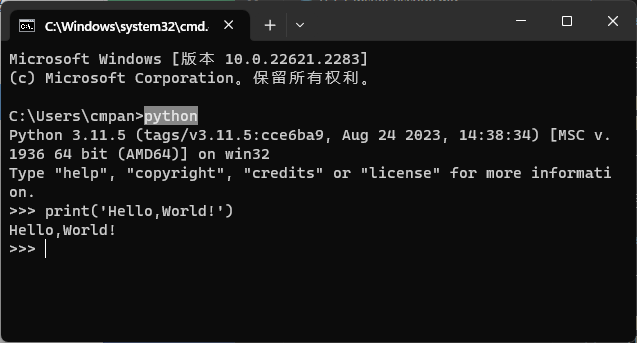 C:\Windows\system32\cmd.
Microsoft Windows [版本 10.0.22621.2283]
(c) Microsoft Corporation。保留所有权利。
C:\Users\cmpan>python
Python 3.11.5 (tags/v3.11.5:cce6ba9, Aug 24 2023, 14:38:34) [MSC v.
1936 64 bit (AMD64)] on win32
Type "help", "copyright", "credits" or "license" for more informati
on.
>>> print('Hello,World!')
Hello,World!
>>>